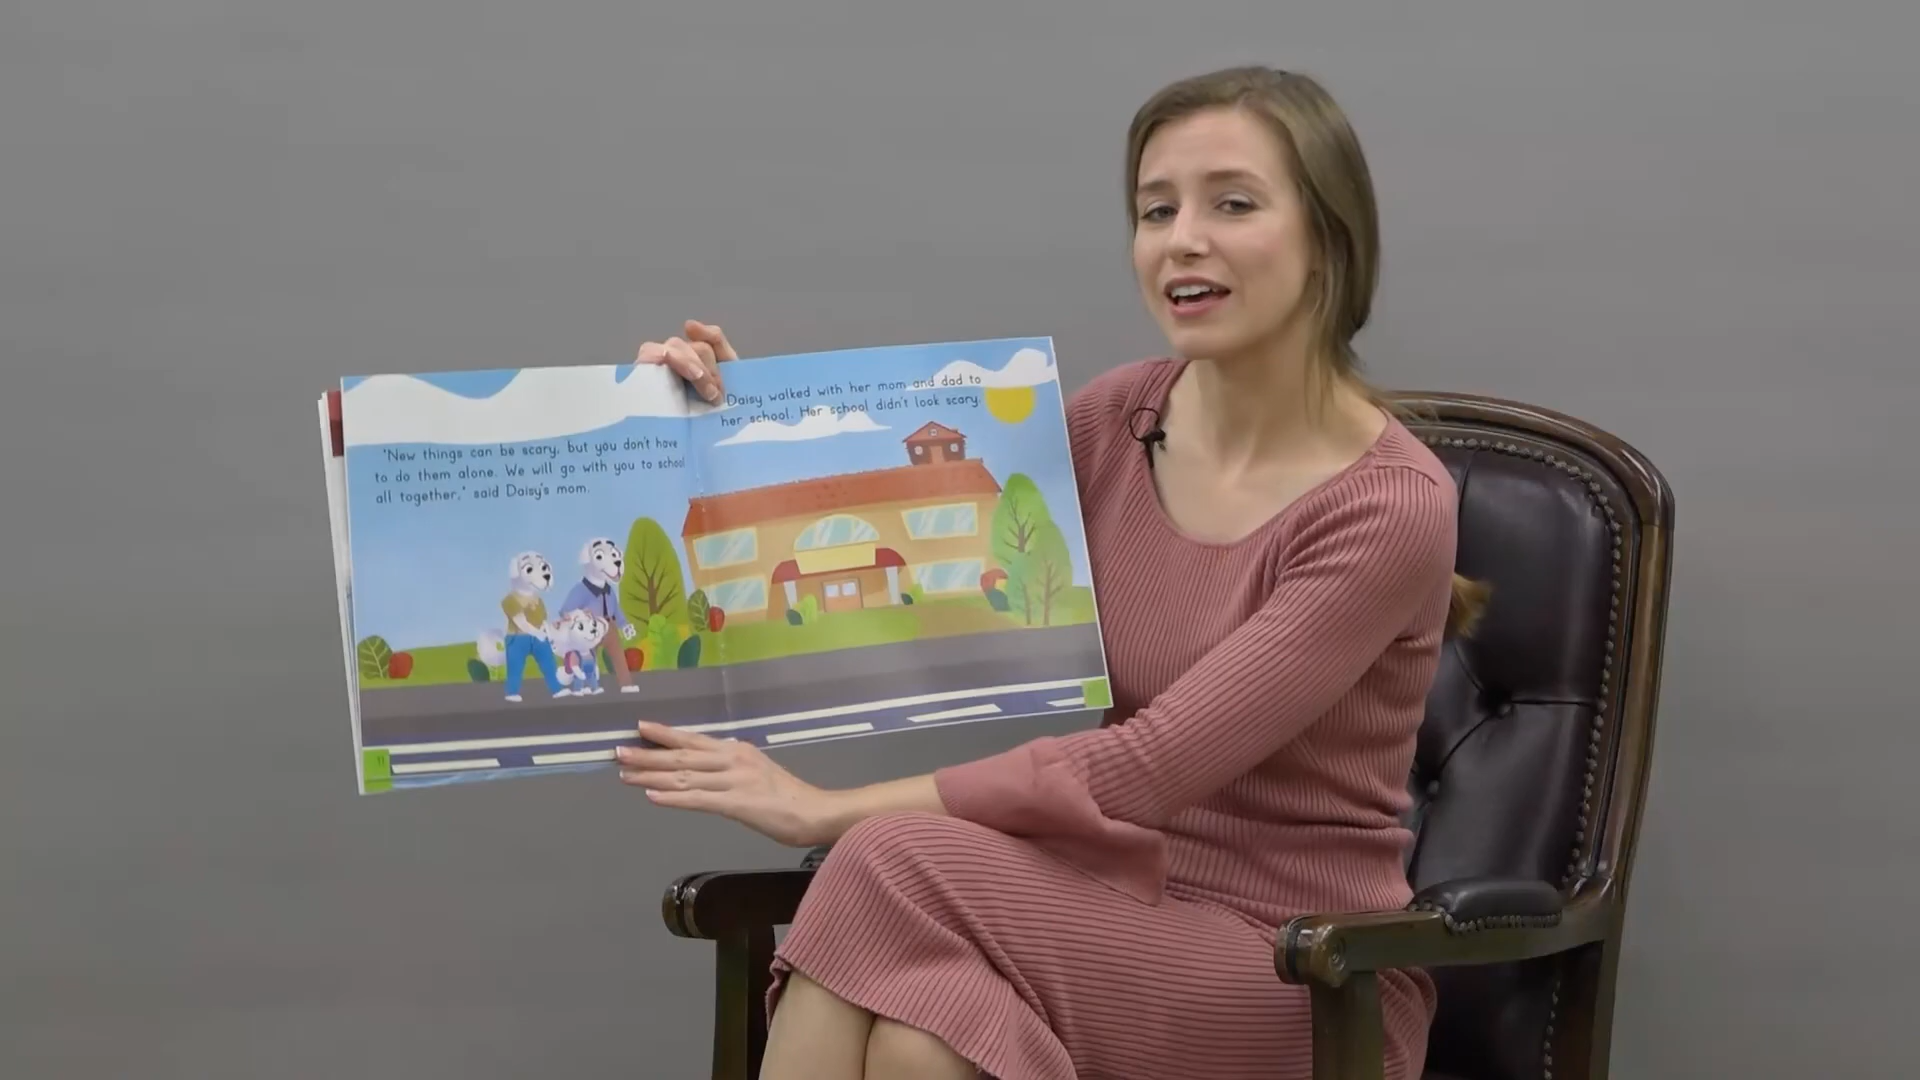 "New things can be scary, but you don't have
to do them alone. We will go with you to school
all together," said Daisy's mom.
Daisy walked with her mom and dad to
her school. Her school didn't look scary.
11